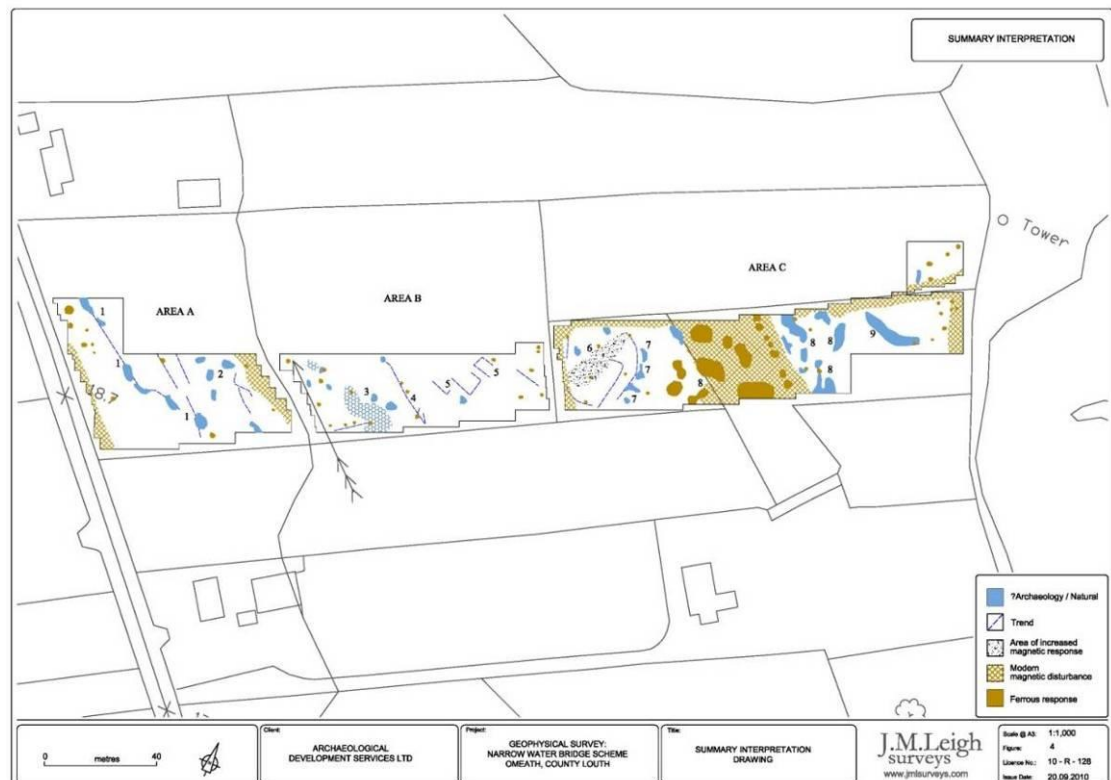 SUMMARY INTERPRETATION
Tower
AREA C
AREA B
AREA A
1
1
1
2
18.7
3
4
5
5
6
7
7
7
8
8
8
8
9
?Archaeology / Natural
Trend
Area of increased
magnetic response
Modern
magnetic disturbance
Ferrous response
0 metres 40
Client:
ARCHAEOLOGICAL
DEVELOPMENT SERVICES LTD
Project:
GEOPHYSICAL SURVEY:
NARROW WATER BRIDGE SCHEME
OMEATH, COUNTY LOUTH
Title:
SUMMARY INTERPRETATION
DRAWING
J.M.Leigh
surveys
www.jmlsurveys.com
Scale @ A3: 1:1,000
Figure: 4
Licence No.: 10 - R - 128
Issue Date: 20.09.2010